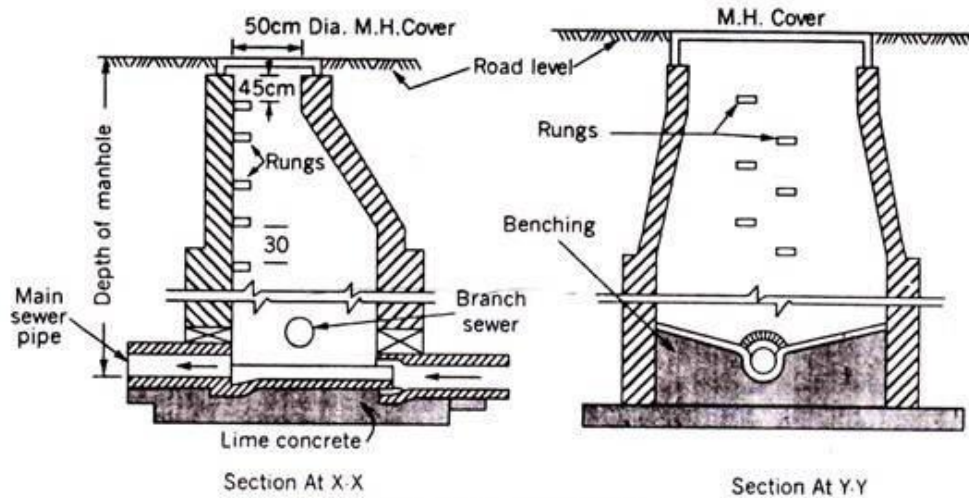 50cm Dia. M.H.Cover
M.H. Cover
Road level
45cm
Depth of manhole
Rungs
Rungs
Benching
30
Main
sewer
pipe
Branch
sewer
Lime concrete
Section At X-X
Section At Y-Y